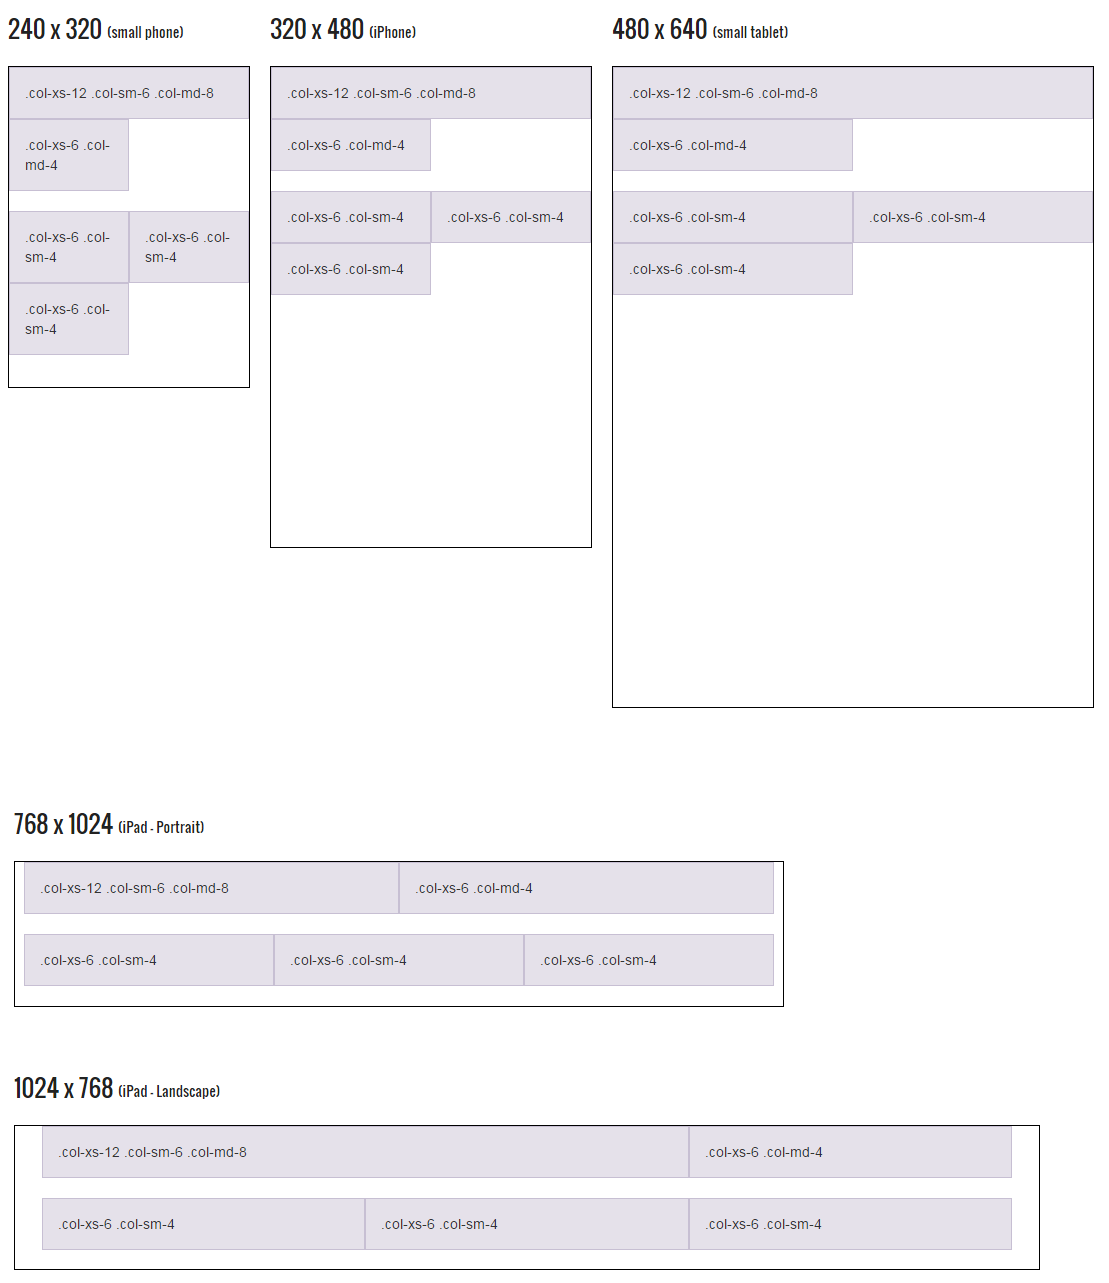 240 x 320 (small phone)
.col-xs-12 .col-sm-6 .col-md-8
.col-xs-6 .col-
md-4
.col-xs-6 .col-
sm-4
.col-xs-6 .col-
sm-4
.col-xs-6 .col-
sm-4
320 x 480 (iPhone)
.col-xs-12 .col-sm-6 .col-md-8
.col-xs-6 .col-md-4
.col-xs-6 .col-sm-4
.col-xs-6 .col-sm-4
.col-xs-6 .col-sm-4
480 x 640 (small tablet)
.col-xs-12 .col-sm-6 .col-md-8
.col-xs-6 .col-md-4
.col-xs-6 .col-sm-4
.col-xs-6 .col-sm-4
.col-xs-6 .col-sm-4
768 x 1024 (iPad - Portrait)
.col-xs-12 .col-sm-6 .col-md-8
.col-xs-6 .col-md-4
.col-xs-6 .col-sm-4
.col-xs-6 .col-sm-4
.col-xs-6 .col-sm-4
1024 x 768 (iPad - Landscape)
.col-xs-12 .col-sm-6 .col-md-8
.col-xs-6 .col-md-4
.col-xs-6 .col-sm-4
.col-xs-6 .col-sm-4
.col-xs-6 .col-sm-4